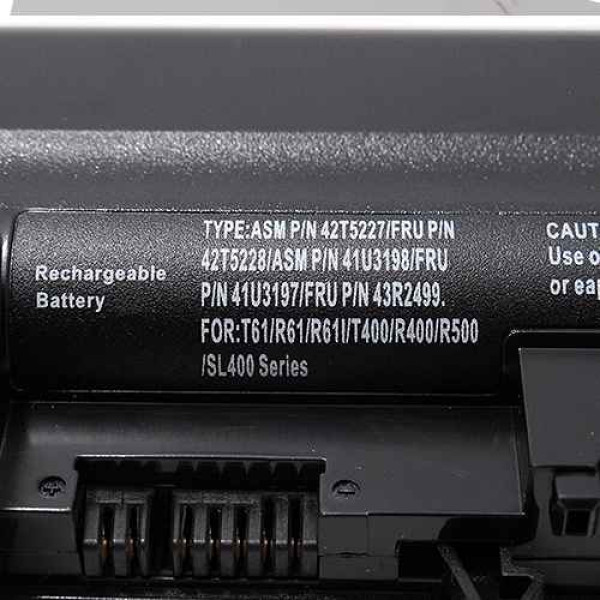 Rechargeable
Battery
TYPE:ASM P/N 42T5227/FRU P/N
42T5228/ASM P/N 41U3198/FRU
P/N 41U3197/FRU P/N 43R2499.
FOR:T61/R61/R61I/T400/R400/R500
/SL400 Series
CAUT
Use o
or eap